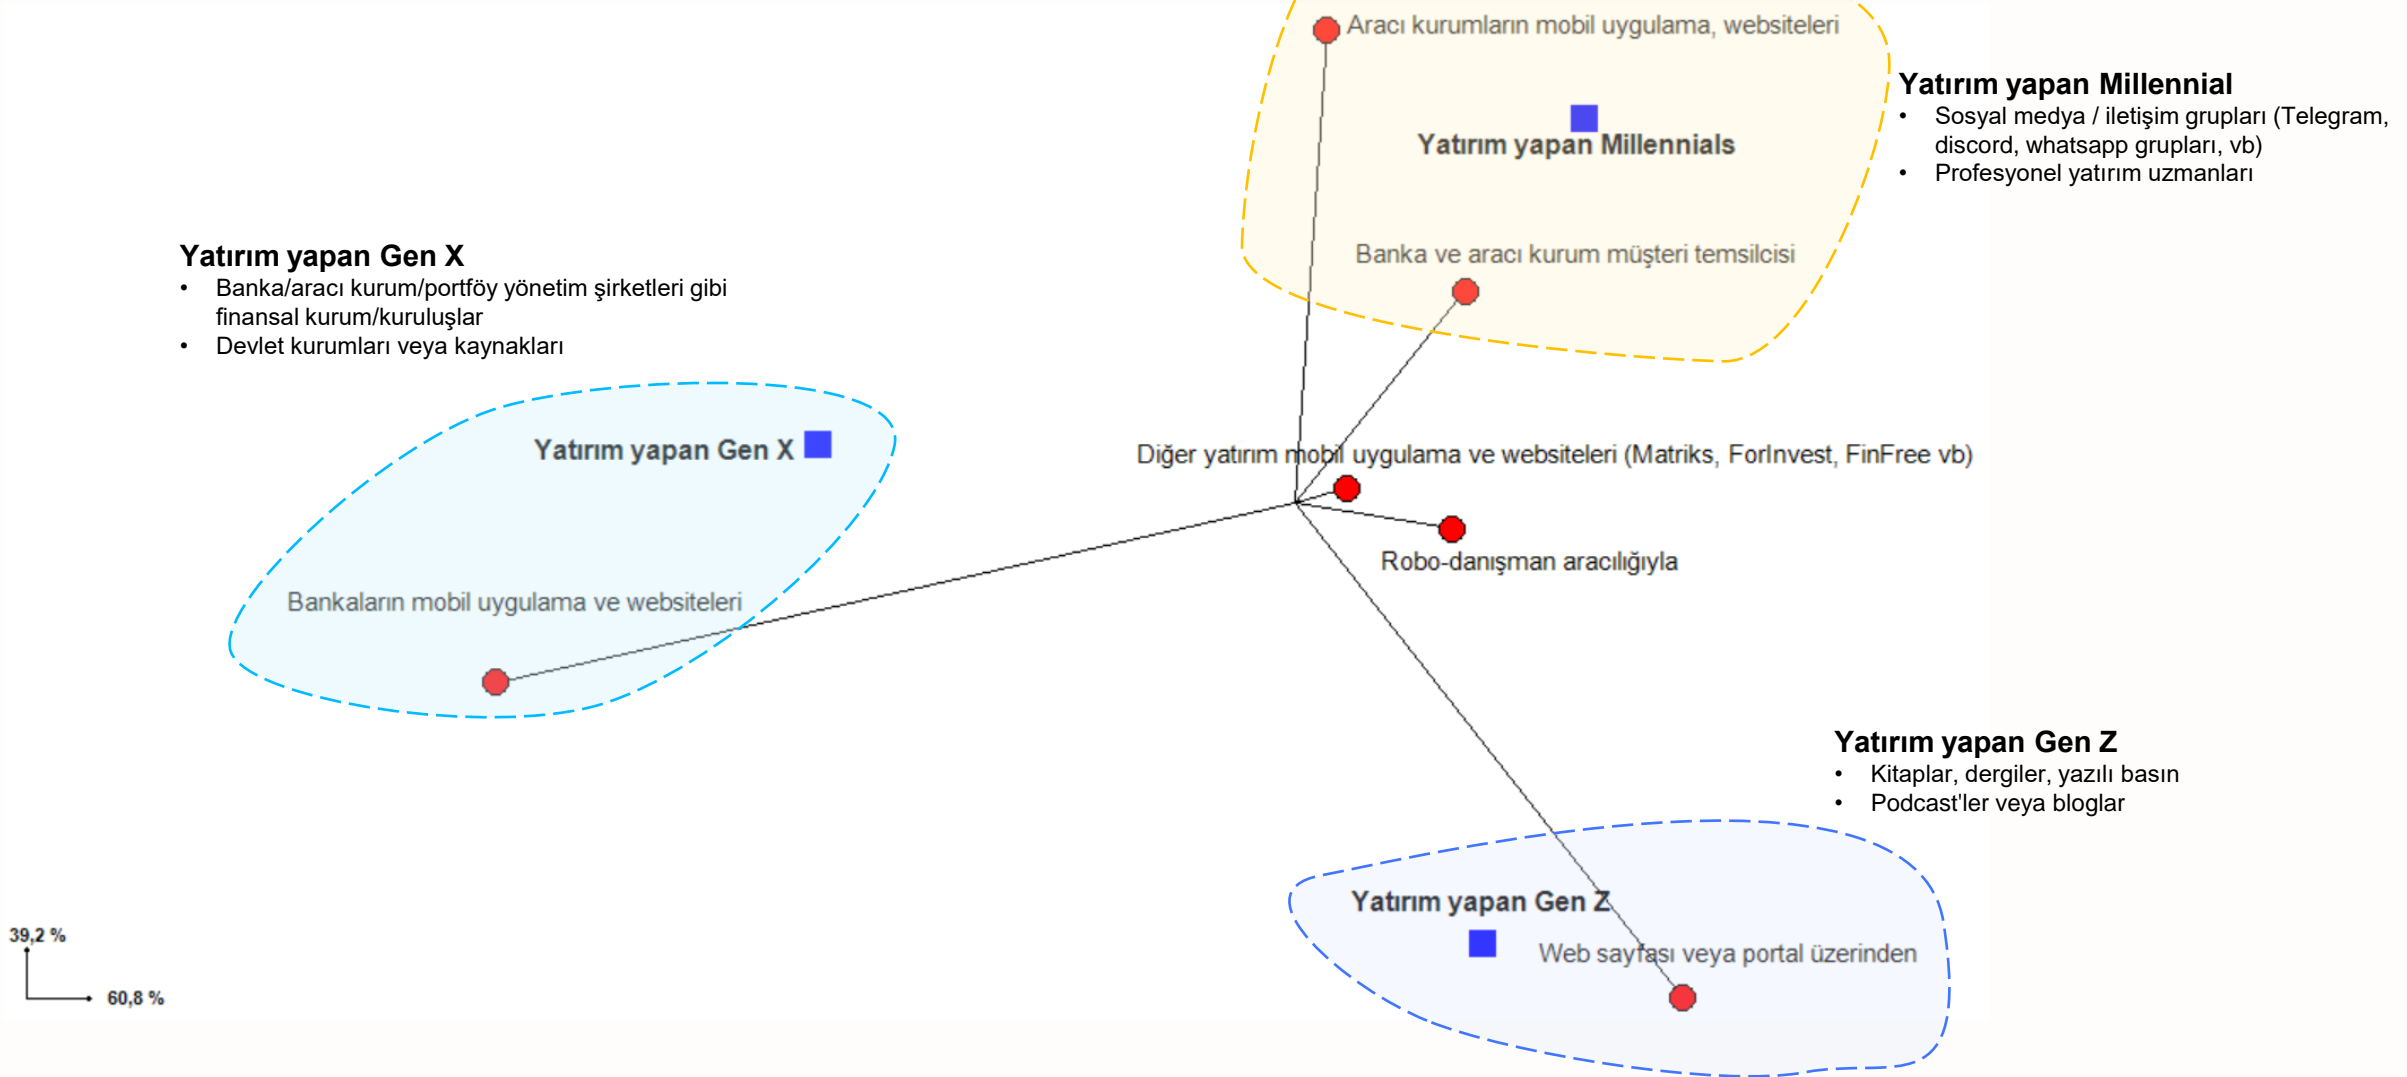 Aracı kurumların mobil uygulama, websiteleri
Yatırım yapan Millennials
Banka ve aracı kurum müşteri temsilcisi
Yatırım yapan Millennial
• Sosyal medya / iletişim grupları (Telegram,
discord, whatsapp grupları, vb)
• Profesyonel yatırım uzmanları
Yatırım yapan Gen X
• Banka/aracı kurum/portföy yönetim şirketleri gibi
finansal kurum/kuruluşlar
• Devlet kurumları veya kaynakları
Yatırım yapan Gen X
Bankaların mobil uygulama ve websiteleri
Diğer yatırım mobil uygulama ve websiteleri (Matriks, ForInvest, FinFree vb)
Robo-danışman aracılığıyla
Yatırım yapan Gen Z
• Kitaplar, dergiler, yazılı basın
• Podcast'ler veya bloglar
Yatırım yapan Gen Z
Web sayfası veya portal üzerinden
39,2 %
60,8 %